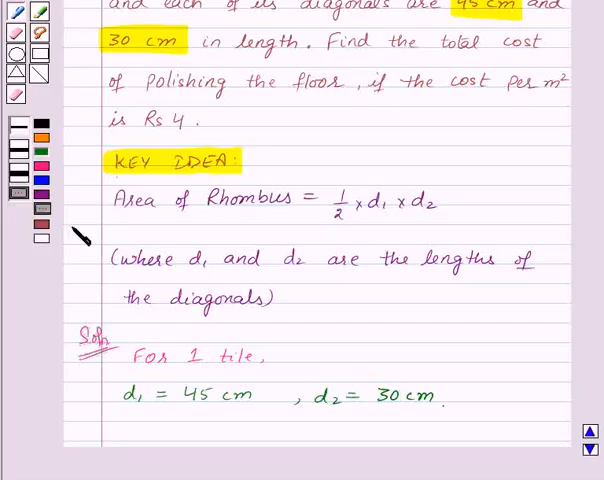 and each of its diagonals are 45 cm and
30 cm in length. Find the total cost
of polishing the floor, if the cost per m²
is Rs 4.
KEY IDEA:
Area of Rhombus = 1/2 × d₁ × d₂
(where d₁ and d₂ are the lengths of
the diagonals)
Soln
For 1 tile,
d₁ = 45 cm , d₂ = 30 cm.